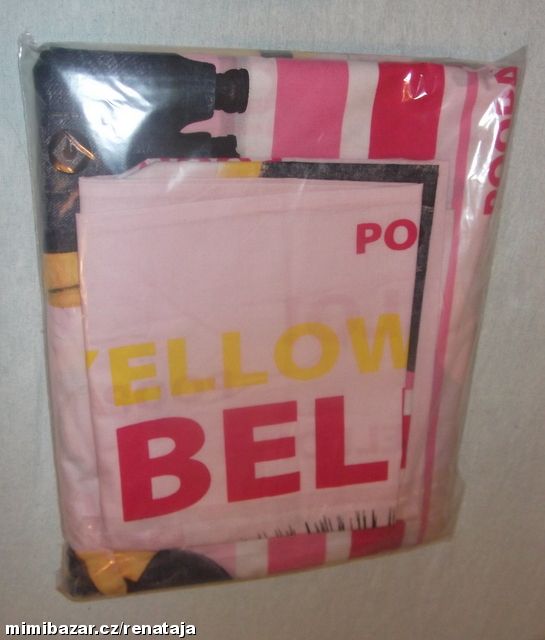 PO
YELLOW
BEL
mimibazar.cz/renataja